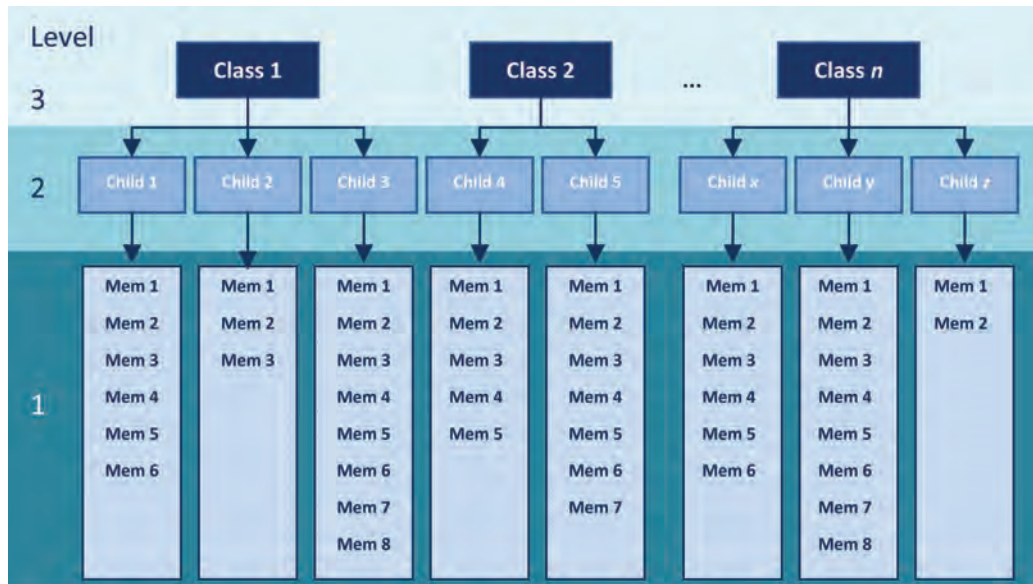 Level
3
Class 1
Class 2
...
Class n
2
Child 1
Child 2
Child 3
Child 4
Child 5
Child x
Child y
Child z
1
Mem 1
Mem 2
Mem 3
Mem 4
Mem 5
Mem 6
Mem 1
Mem 2
Mem 3
Mem 1
Mem 2
Mem 3
Mem 4
Mem 5
Mem 6
Mem 7
Mem 8
Mem 1
Mem 2
Mem 3
Mem 4
Mem 5
Mem 1
Mem 2
Mem 3
Mem 4
Mem 5
Mem 6
Mem 7
Mem 1
Mem 2
Mem 3
Mem 4
Mem 5
Mem 6
Mem 1
Mem 2
Mem 3
Mem 4
Mem 5
Mem 6
Mem 7
Mem 8
Mem 1
Mem 2